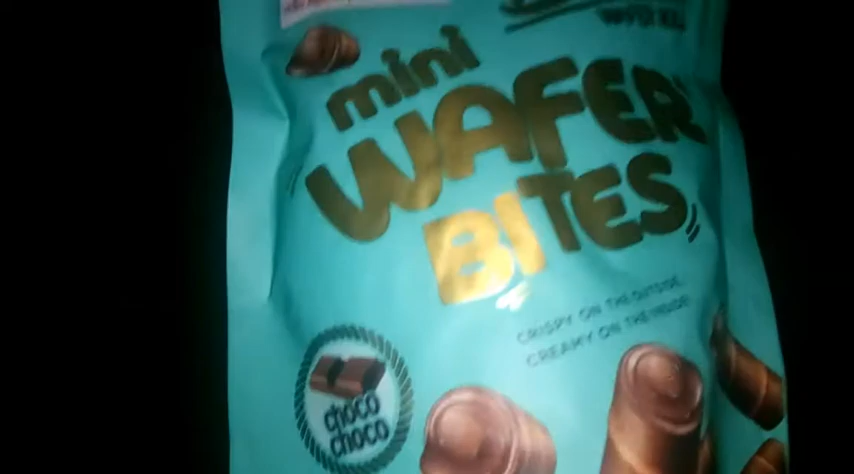 mini
WAFER
BITES
CRISPY ON THE OUTSIDE
CREAMY ON THE INSIDE
choco
choco